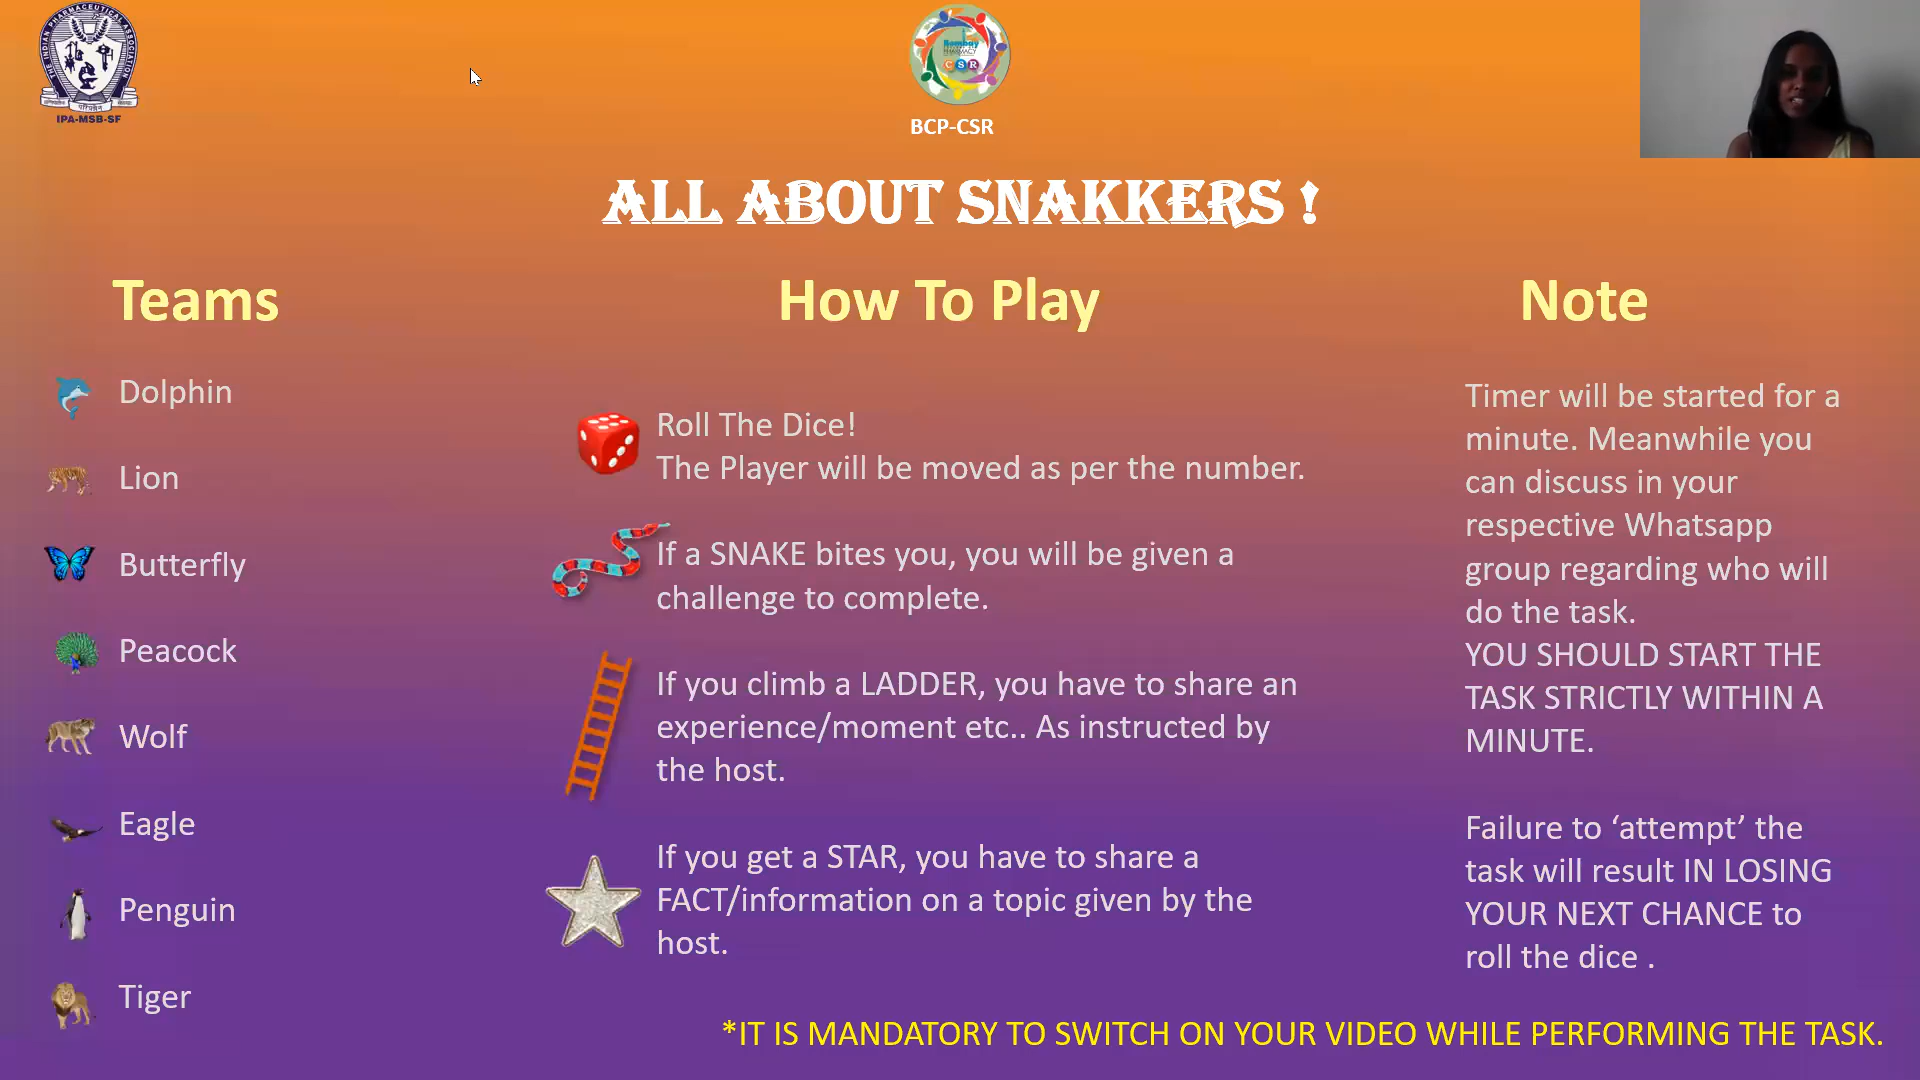 THE INDIAN PHARMACEUTICAL ASSOCIATION
IPA-MSB-SF
Bombay
PHARMACY
CSR
BCP-CSR
ALL ABOUT SNAKKERS !
Teams
Dolphin
Lion
Butterfly
Peacock
Wolf
Eagle
Penguin
Tiger
How To Play
Roll The Dice!
The Player will be moved as per the number.
If a SNAKE bites you, you will be given a
challenge to complete.
If you climb a LADDER, you have to share an
experience/moment etc.. As instructed by
the host.
If you get a STAR, you have to share a
FACT/information on a topic given by the
host.
Note
Timer will be started for a
minute. Meanwhile you
can discuss in your
respective Whatsapp
group regarding who will
do the task.
YOU SHOULD START THE
TASK STRICTLY WITHIN A
MINUTE.
Failure to ‘attempt’ the
task will result IN LOSING
YOUR NEXT CHANCE to
roll the dice .
*IT IS MANDATORY TO SWITCH ON YOUR VIDEO WHILE PERFORMING THE TASK.